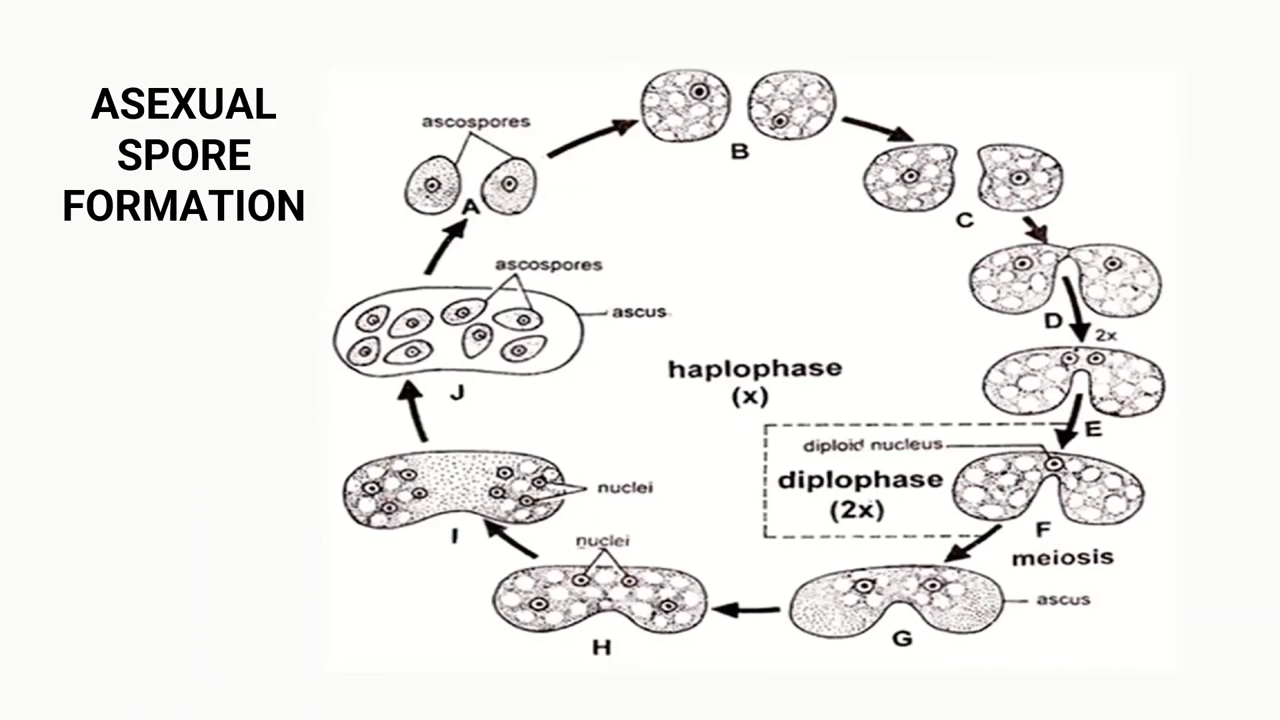 ASEXUAL
SPORE
FORMATION
ascospores
A
B
C
D
2x
E
haplophase
(x)
diploid nucleus
diplophase
(2x)
F
meiosis
ascus
G
nuclei
H
nuclei
I
ascospores
ascus
J